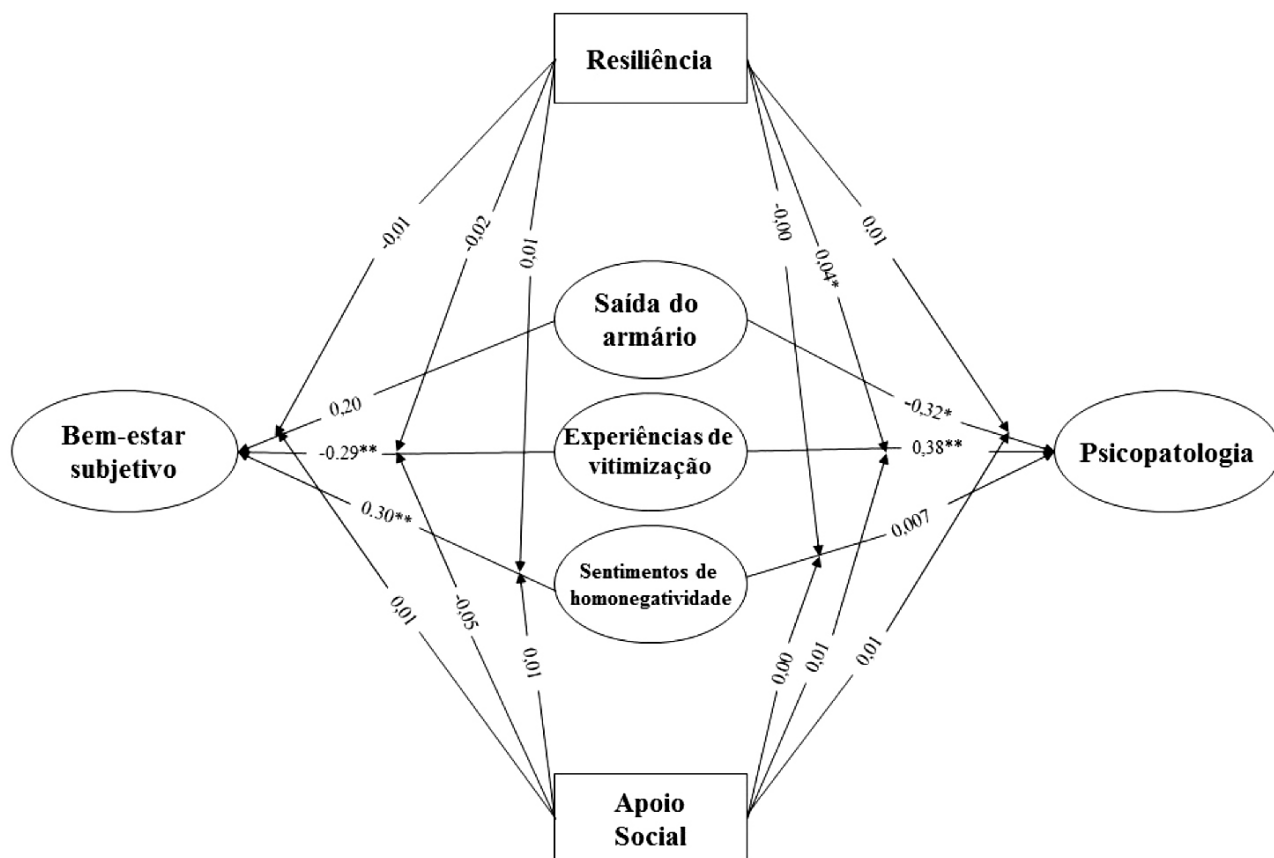 Resiliência
-0,01
-0,02
0,01
-0,00
0,04*
0,01
Saída do
armário
0,20
-0,32*
Bem-estar
subjetivo
-0.29**
Experiências de
vitimização
0,38**
Psicopatologia
0.30**
0,007
Sentimentos de
homonegatividade
0,01
-0,05
0,01
0,00
0,01
0,01
Apoio
Social